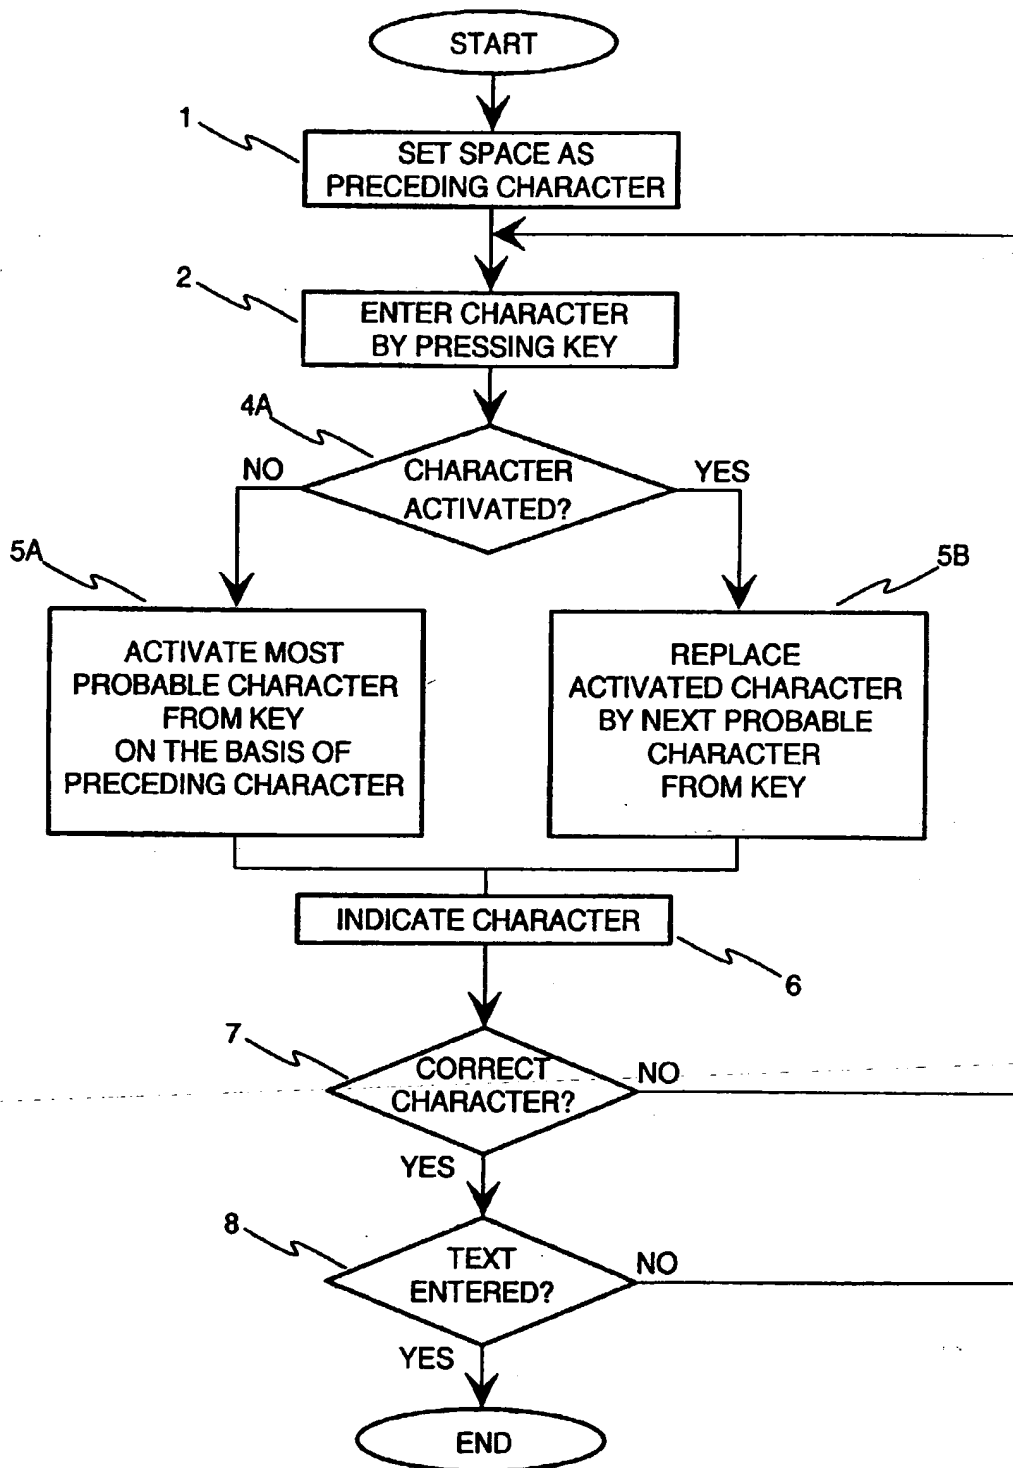 START
1
SET SPACE AS
PRECEDING CHARACTER
2
ENTER CHARACTER
BY PRESSING KEY
4A
NO
CHARACTER
ACTIVATED?
YES
5A
5B
ACTIVATE MOST
PROBABLE CHARACTER
FROM KEY
ON THE BASIS OF
PRECEDING CHARACTER
REPLACE
ACTIVATED CHARACTER
BY NEXT PROBABLE
CHARACTER
FROM KEY
INDICATE CHARACTER
6
7
CORRECT
CHARACTER?
NO
YES
8
TEXT
ENTERED?
NO
YES
END